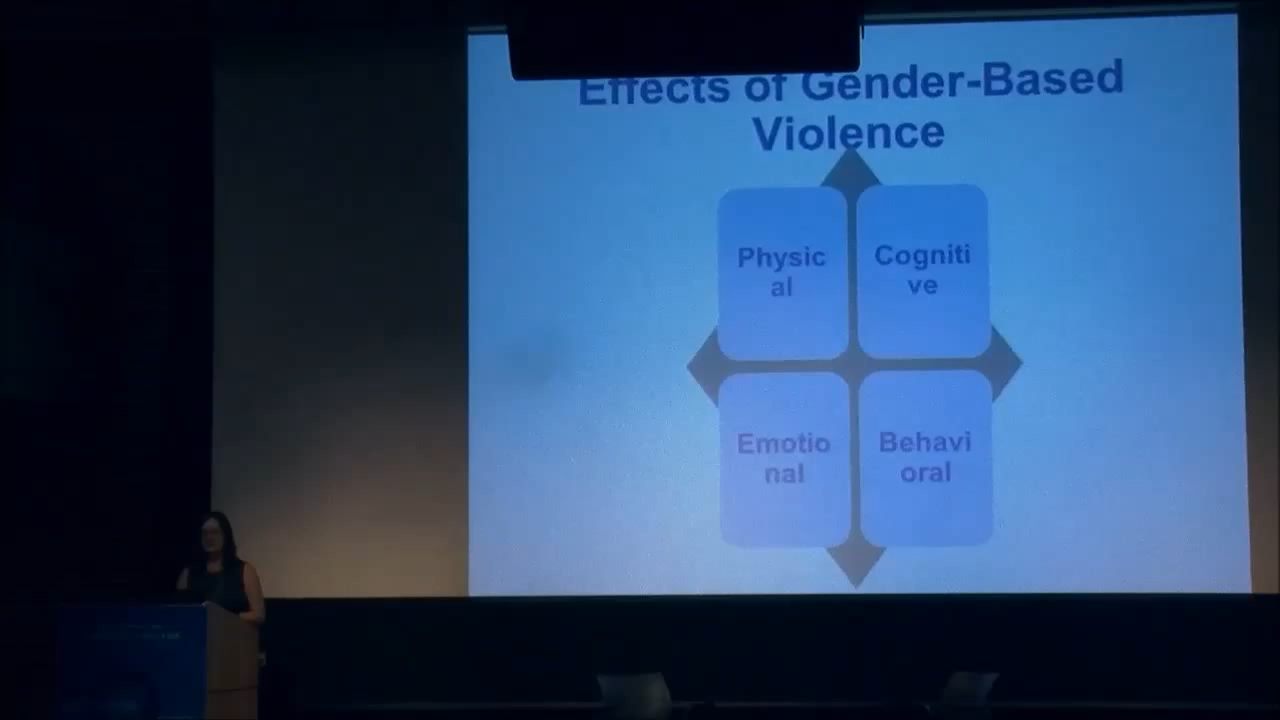 Effects of Gender-Based
Violence
Physic
al
Cogniti
ve
Emotio
nal
Behavi
oral